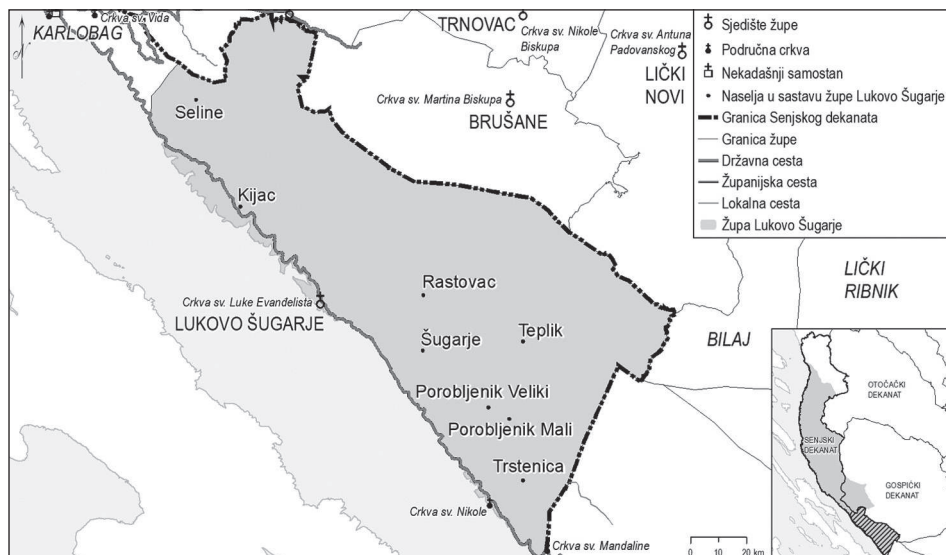 KARLOBAG
Crkva sv. Vida
TRNOVAC
Crkva sv. Nikole
Biskupa
Crkva sv. Antuna
Padovanskog
LIČKI
NOVI
Crkva sv. Martina Biskupa
BRUŠANE
Seline
Kijac
Rastovac
Crkva sv. Luke Evanđelista
LUKOVO ŠUGARJE
Šugarje
Teplik
Porobljenik Veliki
Porobljenik Mali
Trstenica
Crkva sv. Nikole
Crkva sv. Mandaline
LIČKI
RIBNIK
BILAJ
Sjedište župe
Područna crkva
Nekadašnji samostan
Naselja u sastavu župe Lukovo Šugarje
Granica Senjskog dekanata
Granica župe
Državna cesta
Županijska cesta
Lokalna cesta
Župa Lukovo Šugarje
OTOČAČKI
DEKANAT
SENJSKI
DEKANAT
GOSPIĆKI
DEKANAT
0 10 20 km